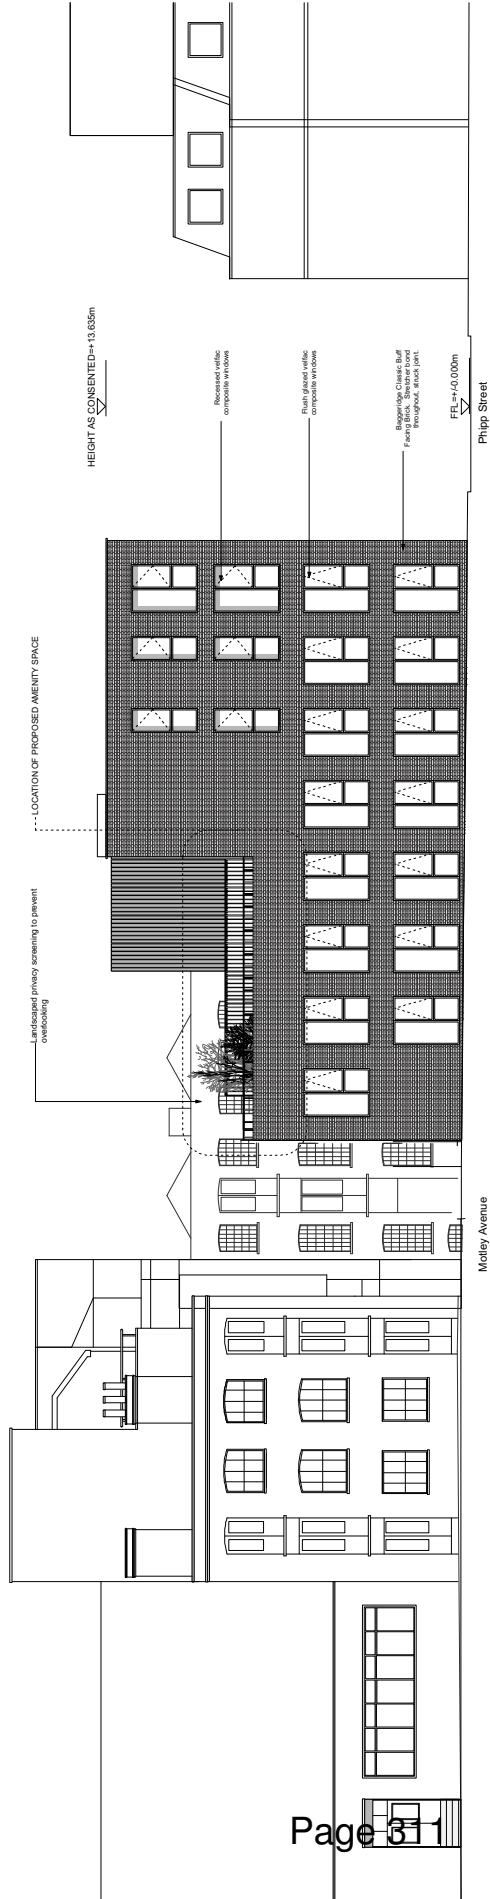 HEIGHT AS CONSENTED=+13.635m
Recessed velfac
composite windows
Flush glazed velfac
composite windows
Baggeridge Classic Buff
Facing Brick. Stretcher bond
throughout, struck joint.
FFL=+/-0.000m
Phipp Street
LOCATION OF PROPOSED AMENITY SPACE
Landscaped privacy screening to prevent
overlooking
Motley Avenue
Page 311